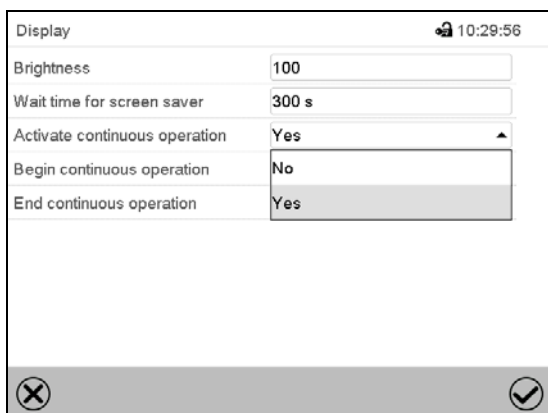 Display 10:29:56
Brightness 100
Wait time for screen saver 300 s
Activate continuous operation Yes
Begin continuous operation No
End continuous operation Yes